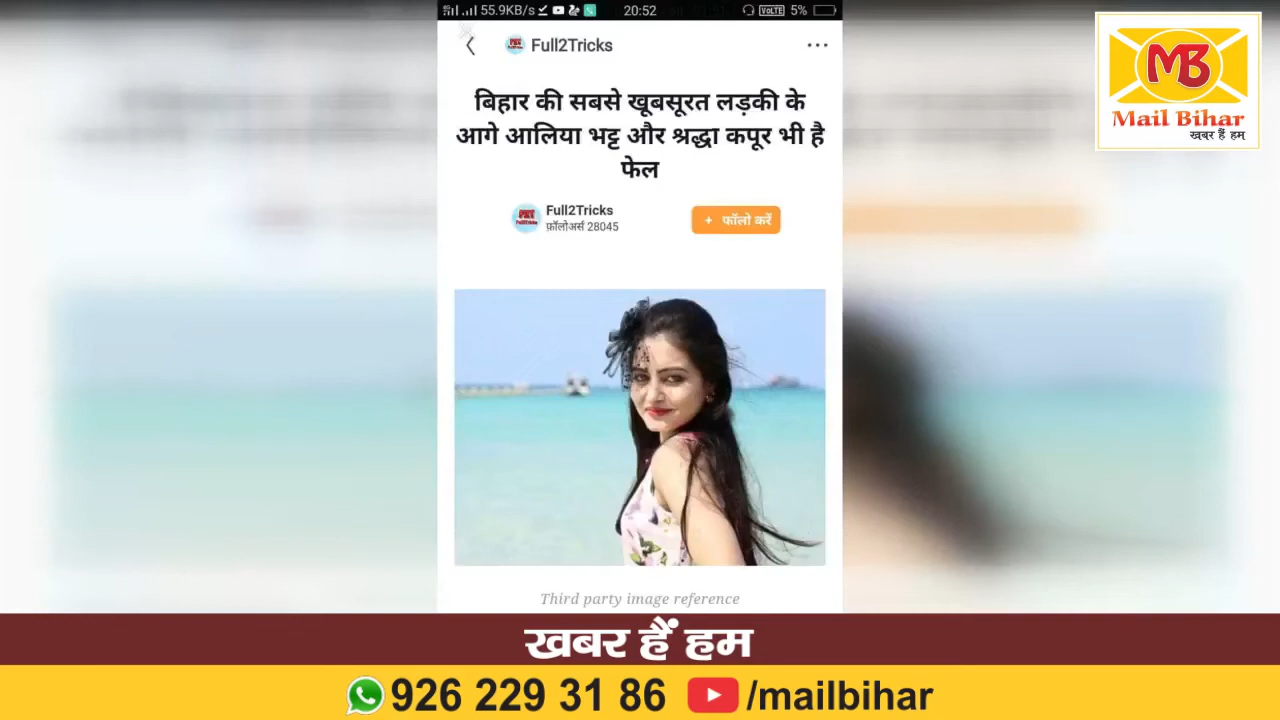 55.9KB/s
20:52
VoLTE
5%
Full2Tricks
MB
Mail Bihar
खबर हैं हम
बिहार की सबसे खूबसूरत लड़की के
आगे आलिया भट्ट और श्रद्धा कपूर भी है
फेल
Full2Tricks
फ़ॉलोअर्स 28045
+ फॉलो करें
Third party image reference
खबर हैं हम
926 229 31 86
/mailbihar